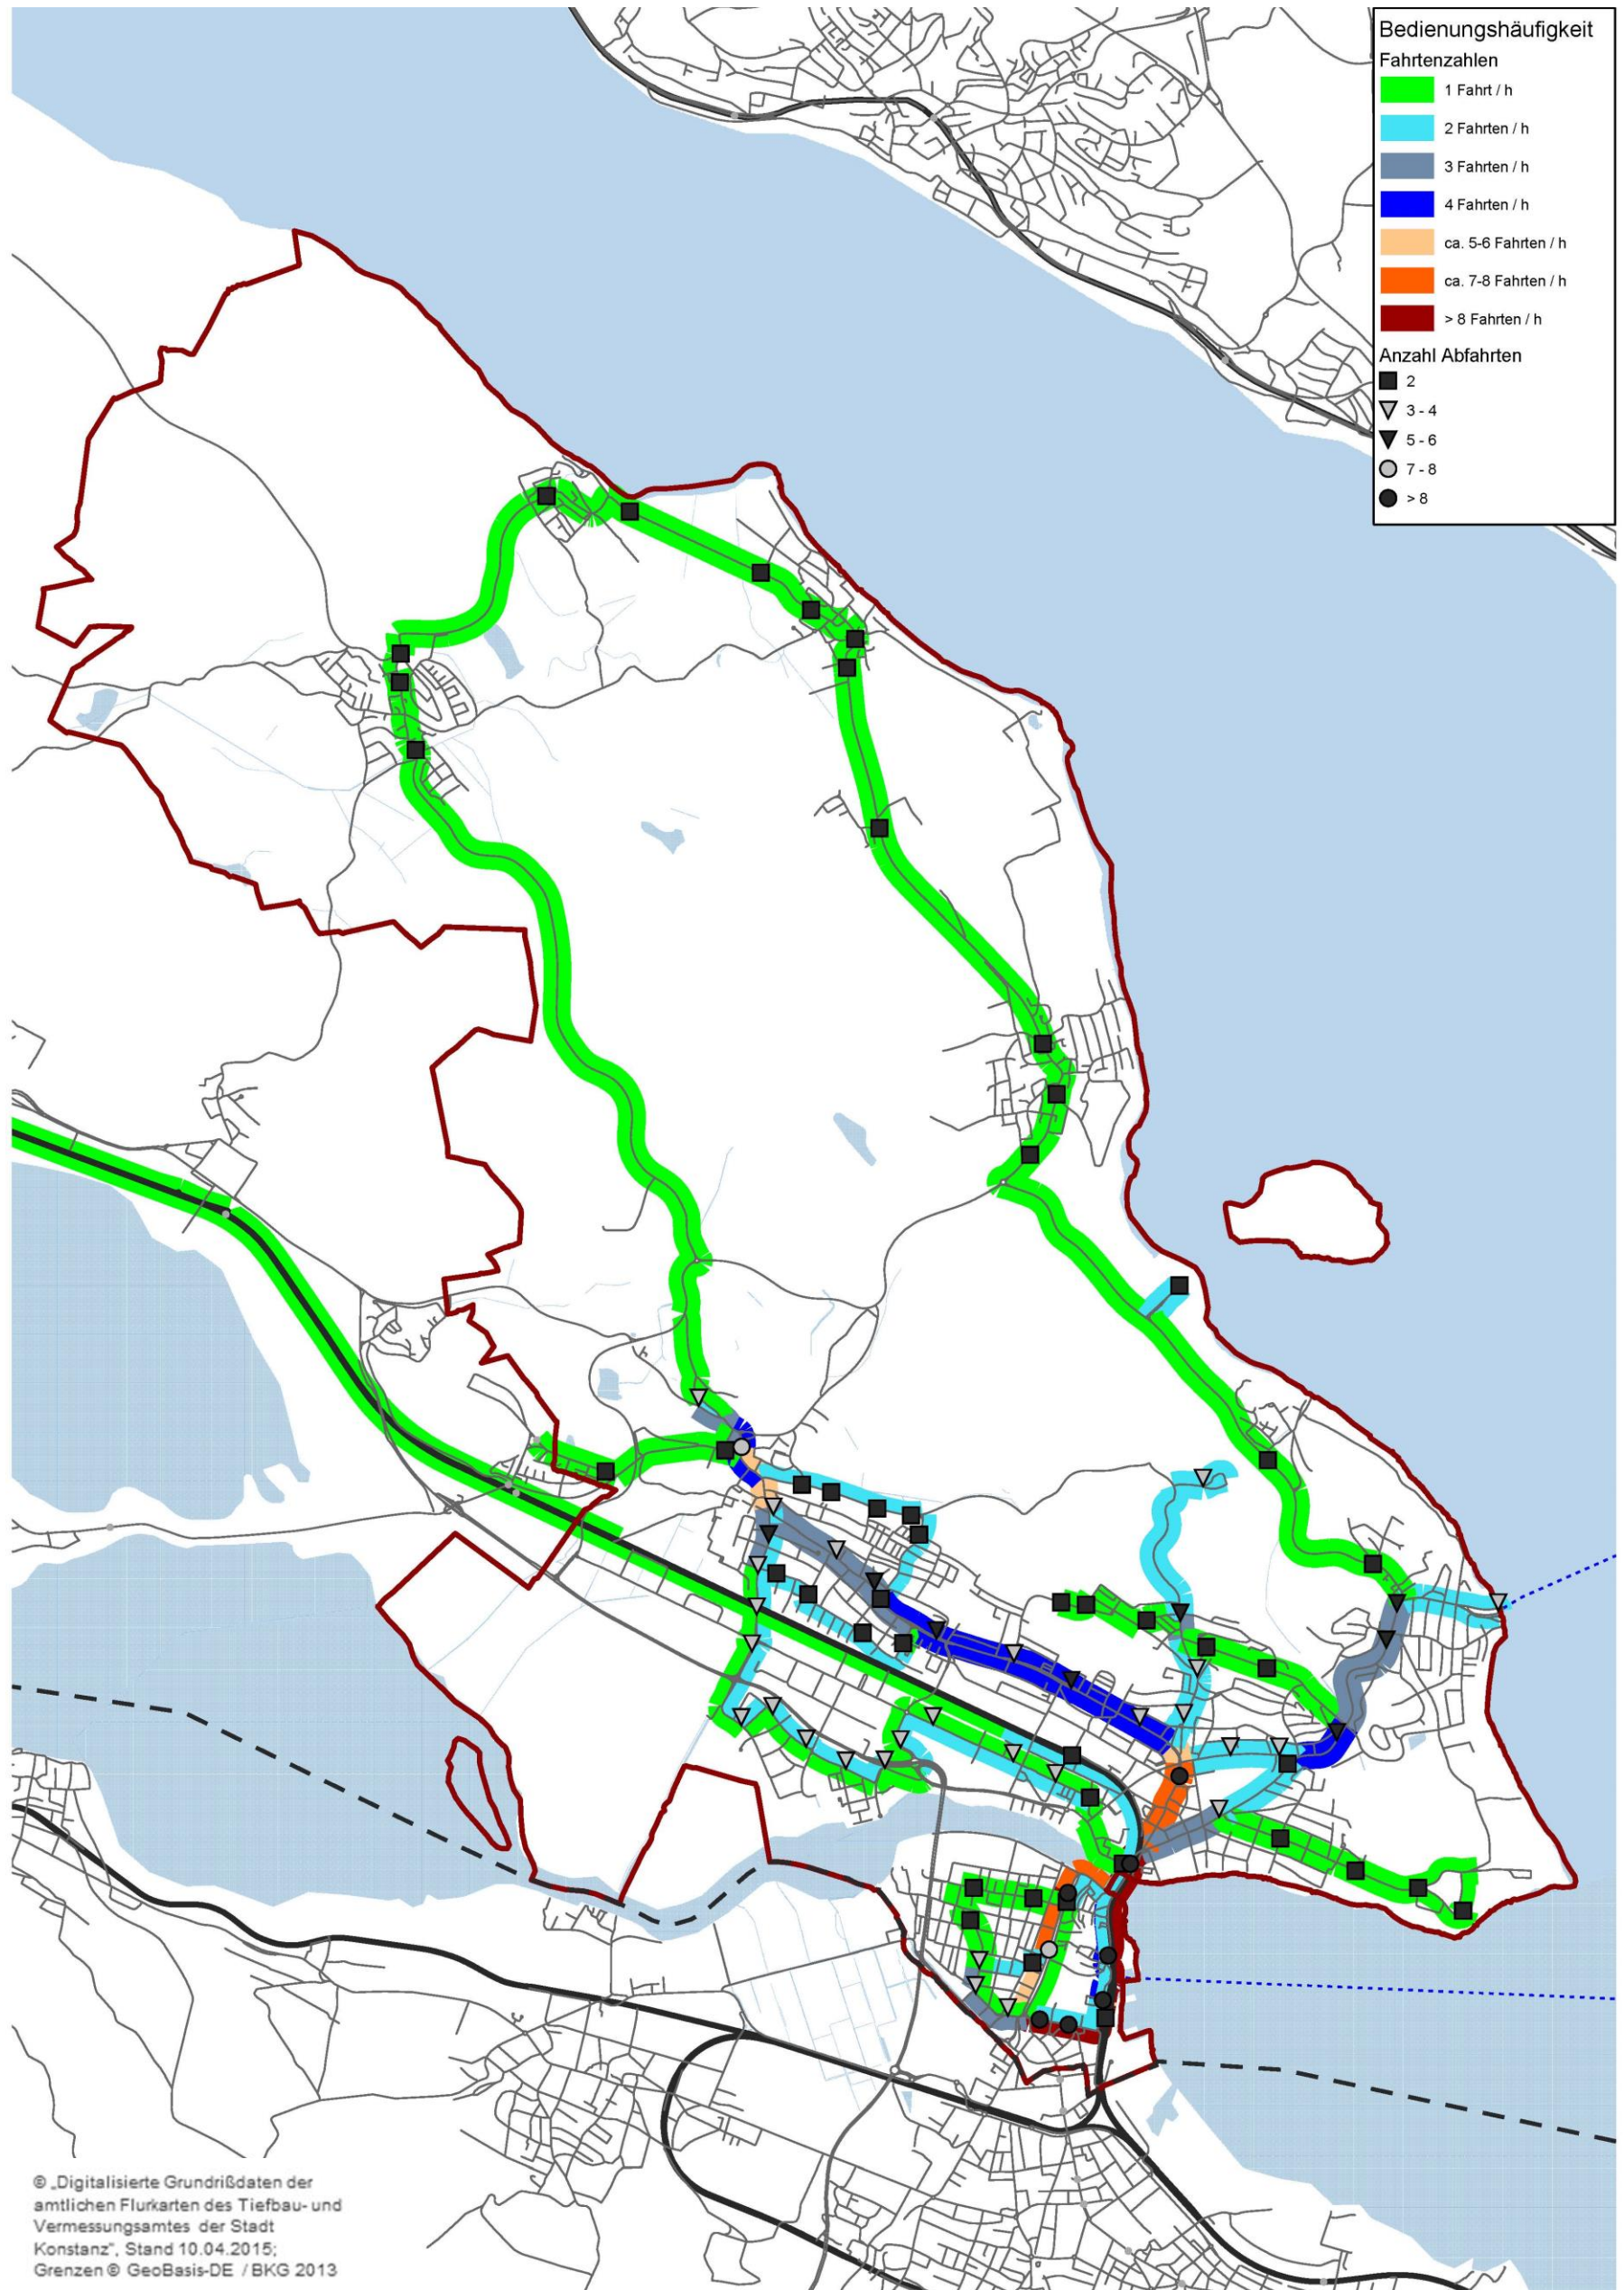 Bedienungshäufigkeit
Fahrtenzahlen
1 Fahrt / h
2 Fahrten / h
3 Fahrten / h
4 Fahrten / h
ca. 5-6 Fahrten / h
ca. 7-8 Fahrten / h
> 8 Fahrten / h
Anzahl Abfahrten
2
3 - 4
5 - 6
7 - 8
> 8
© „Digitalisierte Grundrißdaten der
amtlichen Flurkarten des Tiefbau- und
Vermessungsamtes der Stadt
Konstanz", Stand 10.04.2015;
Grenzen © GeoBasis-DE / BKG 2013